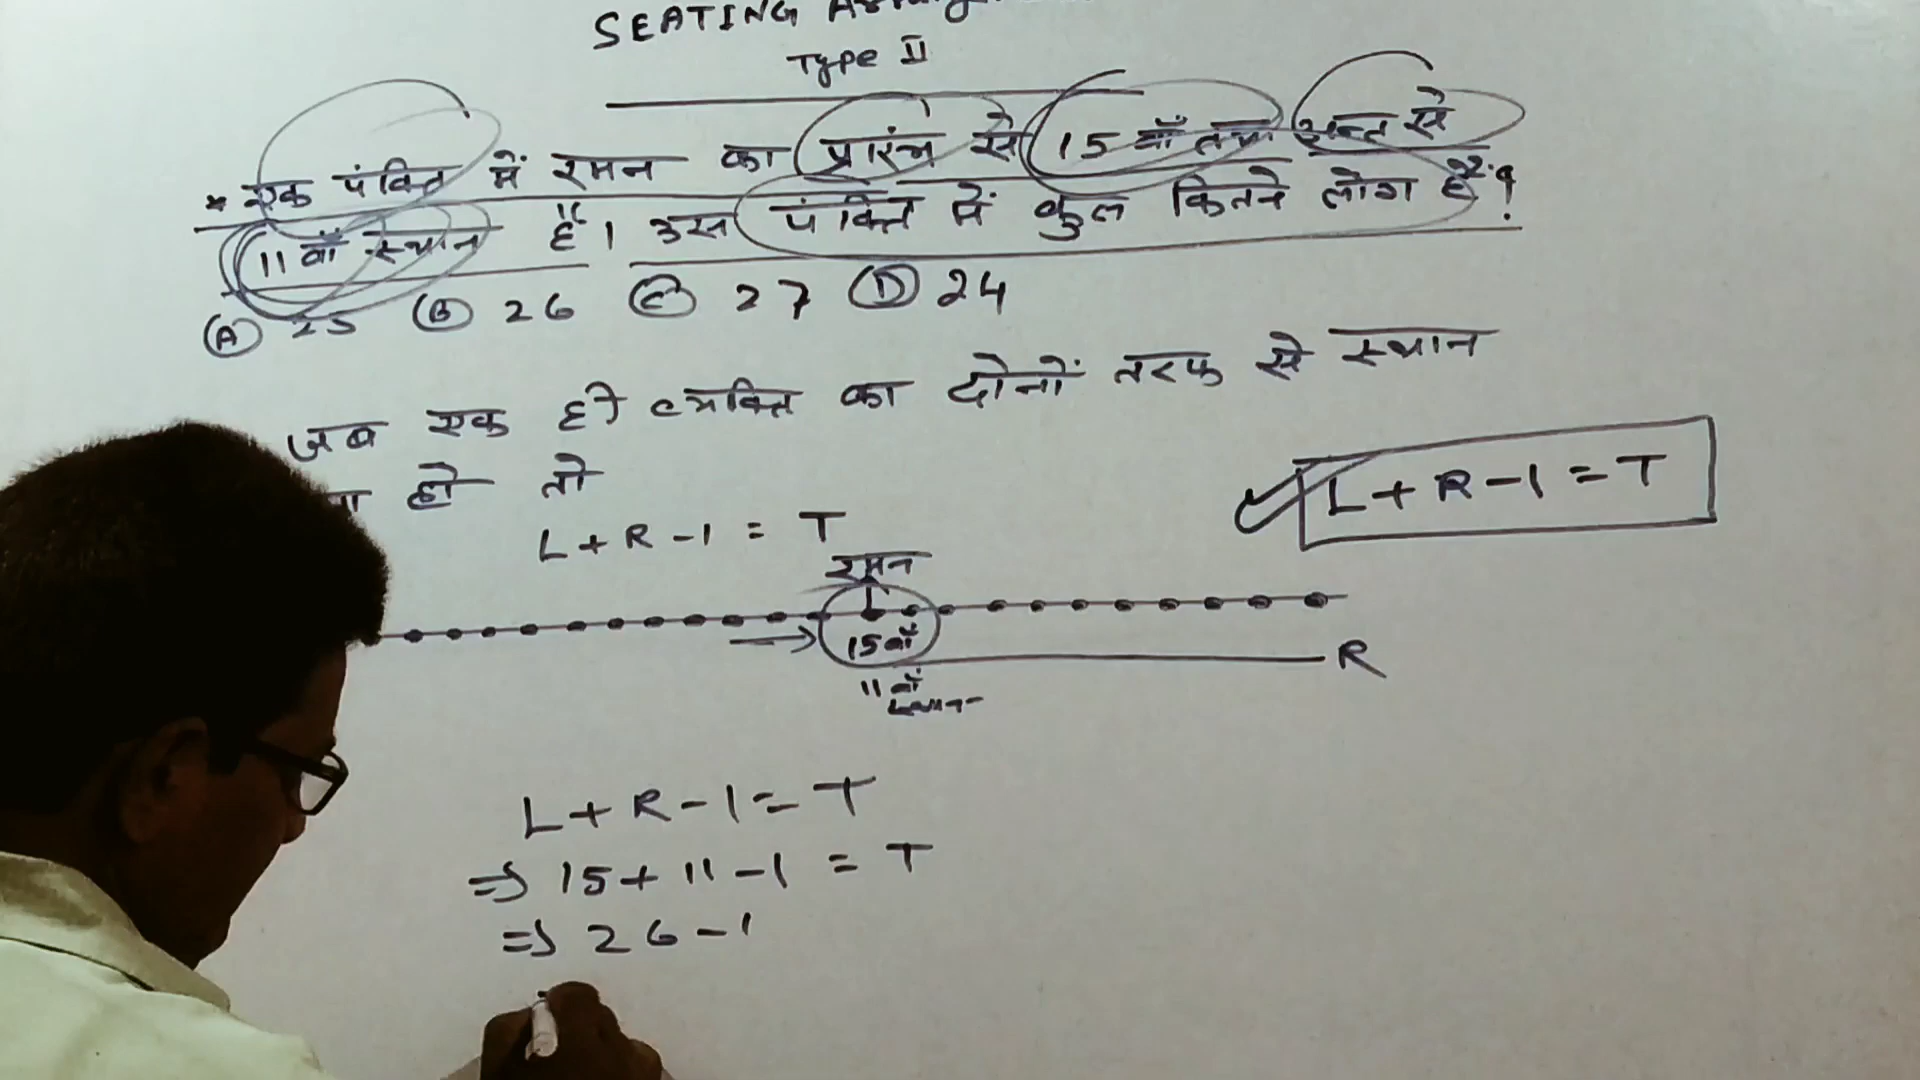 SEATING
Type II
* एक पंक्ति में रमन का प्रारंभ से 15 वाँ तथा अन्त से
11 वाँ स्थान है। उस पंक्ति में कुल कितने लोग हैं?
(A) 25 (B) 26 (C) 27 (D) 24
जब एक ही व्यक्ति का दोनों तरफ से स्थान
हो तो
L + R - 1 = T
L + R - 1 = T
रमन
15 वाँ
R
11 वाँ
स्थान
L + R - 1 = T
=> 15 + 11 - 1 = T
=> 26 - 1